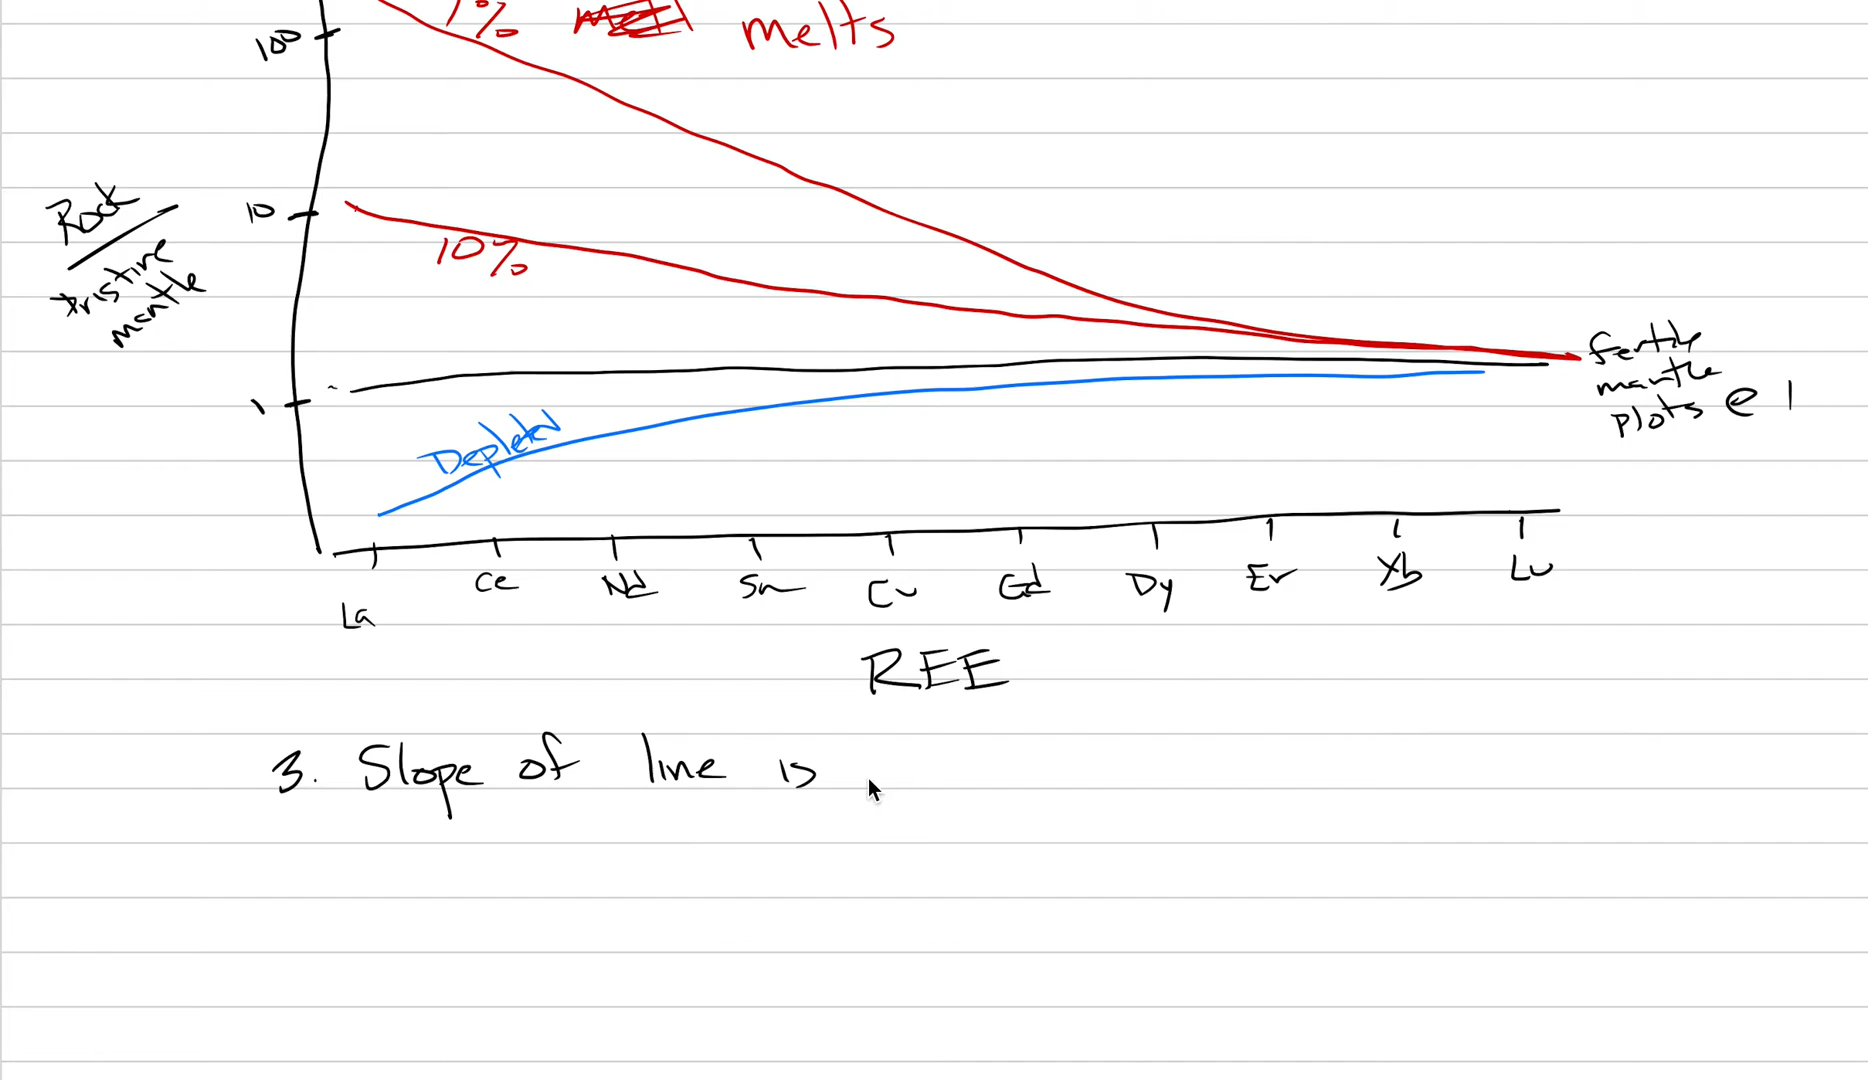 1% melts
100
Rock
pristine
mantle
10
10%
1
Depleted
fertile
mantle
plots @ 1
La Ce Nd Sm Eu Gd Dy Er Yb Lu
REE
3. Slope of line is